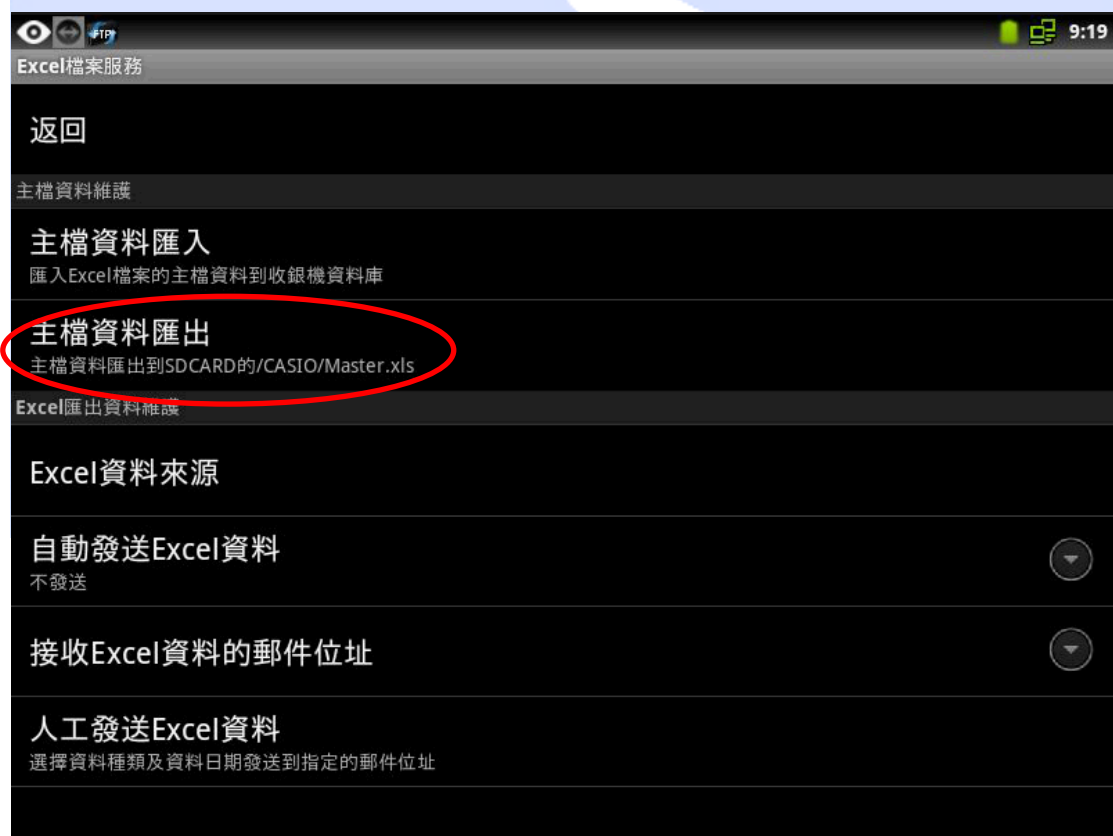 FTP
9:19
Excel檔案服務
返回
主檔資料維護
主檔資料匯入
匯入Excel檔案的主檔資料到收銀機資料庫
主檔資料匯出
主檔資料匯出到SDCARD的/CASIO/Master.xls
Excel匯出資料維護
Excel資料來源
自動發送Excel資料
不發送
接收Excel資料的郵件位址
人工發送Excel資料
選擇資料種類及資料日期發送到指定的郵件位址